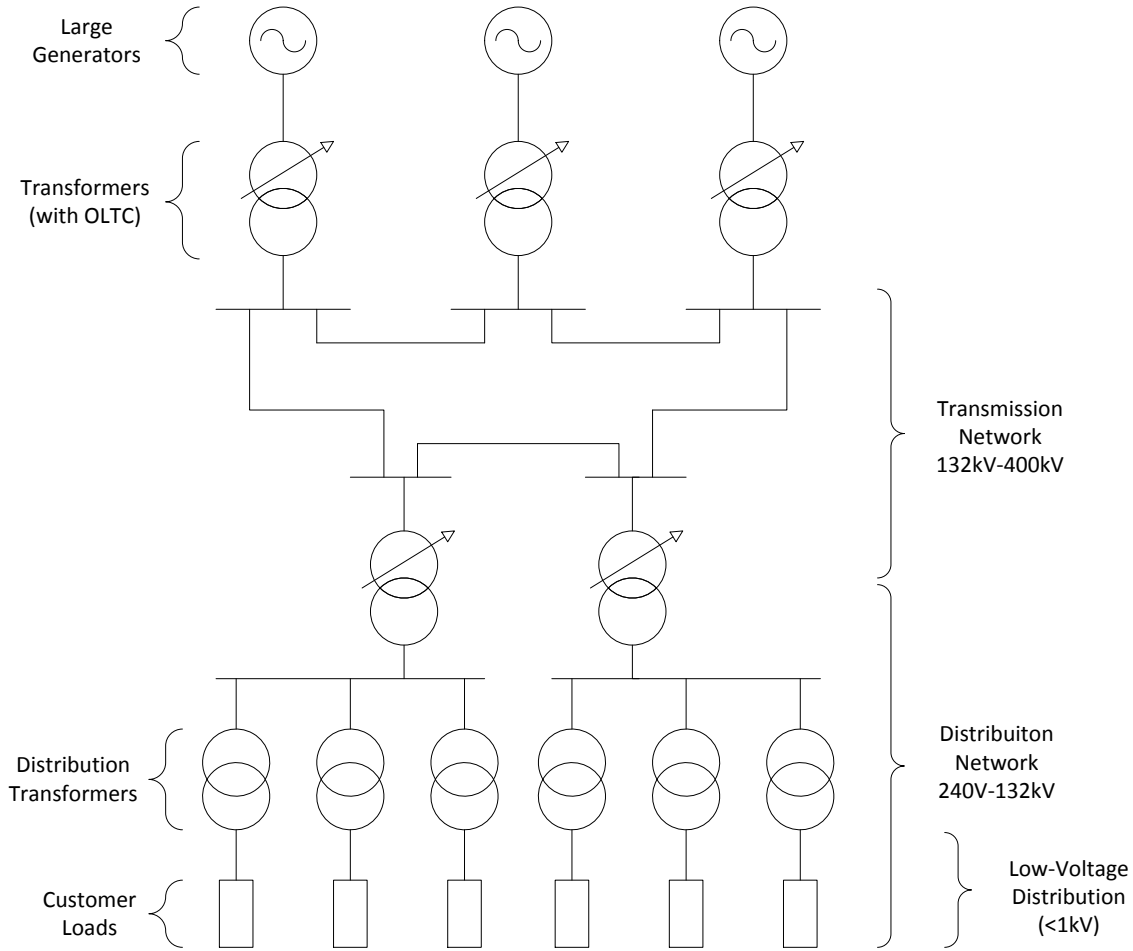 Large
Generators
Transformers
(with OLTC)
Transmission
Network
132kV-400kV
Distribution
Transformers
Distribuiton
Network
240V-132kV
Customer
Loads
Low-Voltage
Distribution
(<1kV)